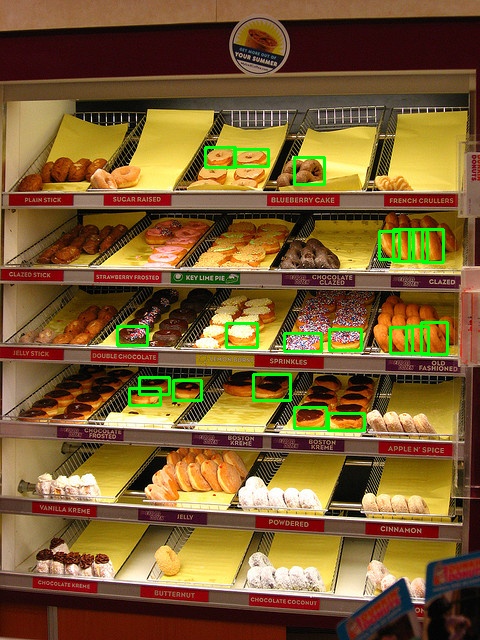 GET MORE OUT OF
YOUR SUMMER
PLAIN STICK
SUGAR RAISED
BLUEBERRY CAKE
FRENCH CRULLERS
GLAZED STICK
STRAWBERRY FROSTED
KEY LIME PIE
CHOCOLATE
GLAZED
GLAZED
JELLY STICK
DOUBLE CHOCOLATE
SPRINKLES
OLD
FASHIONED
CHOCOLATE
FROSTED
BOSTON
KREME
BOSTON
KREME
APPLE N' SPICE
VANILLA KREME
JELLY
POWDERED
CINNAMON
CHOCOLATE KREME
BUTTERNUT
CHOCOLATE COCONUT